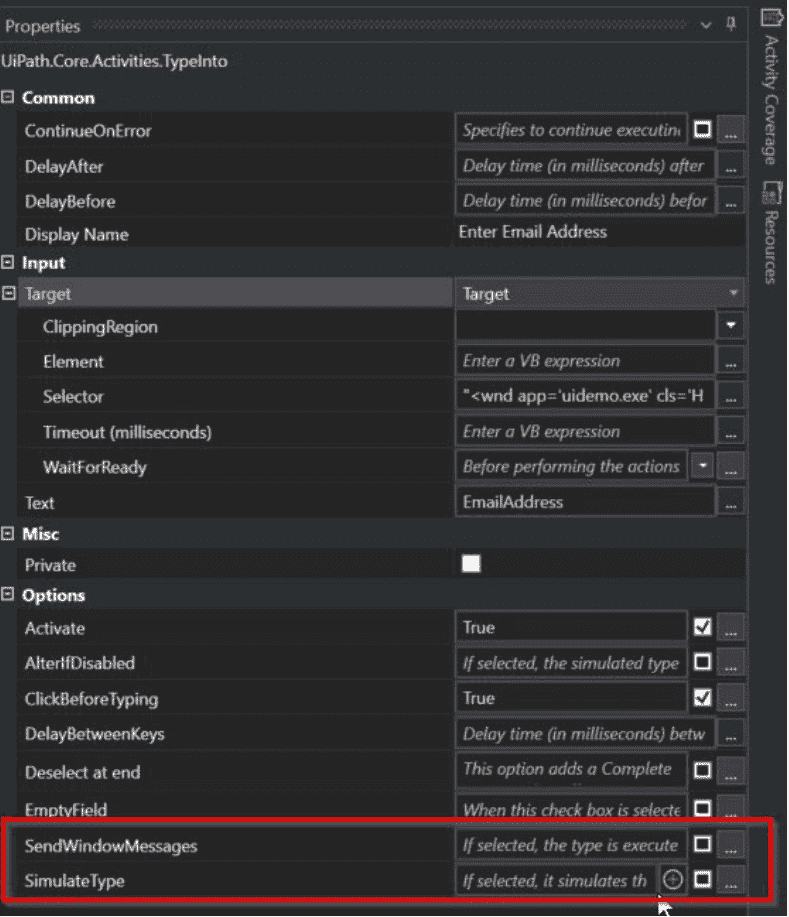 Properties
UiPath.Core.Activities.TypeInto
Common
ContinueOnError Specifies to continue executin
DelayAfter Delay time (in milliseconds) after
DelayBefore Delay time (in milliseconds) befor
Display Name Enter Email Address
Input
Target Target
ClippingRegion
Element Enter a VB expression
Selector "<wnd app='uidemo.exe' cls='H
Timeout (milliseconds) Enter a VB expression
WaitForReady Before performing the actions
Text EmailAddress
Misc
Private
Options
Activate True
AlterIfDisabled If selected, the simulated type
ClickBeforeTyping True
DelayBetweenKeys Delay time (in milliseconds) betw
Deselect at end This option adds a Complete
EmptyField When this check box is selecte
SendWindowMessages If selected, the type is execute
SimulateType If selected, it simulates th
Activity Coverage
Resources